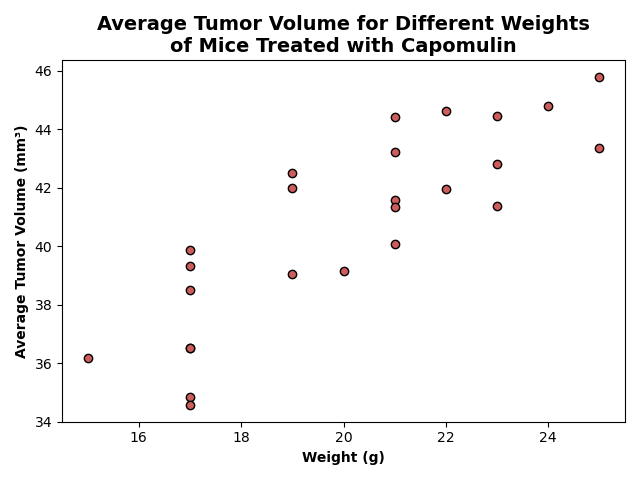 Average Tumor Volume for Different Weights
of Mice Treated with Capomulin
46
44
42
40
38
36
34
Average Tumor Volume (mm³)
16 18 20 22 24
Weight (g)